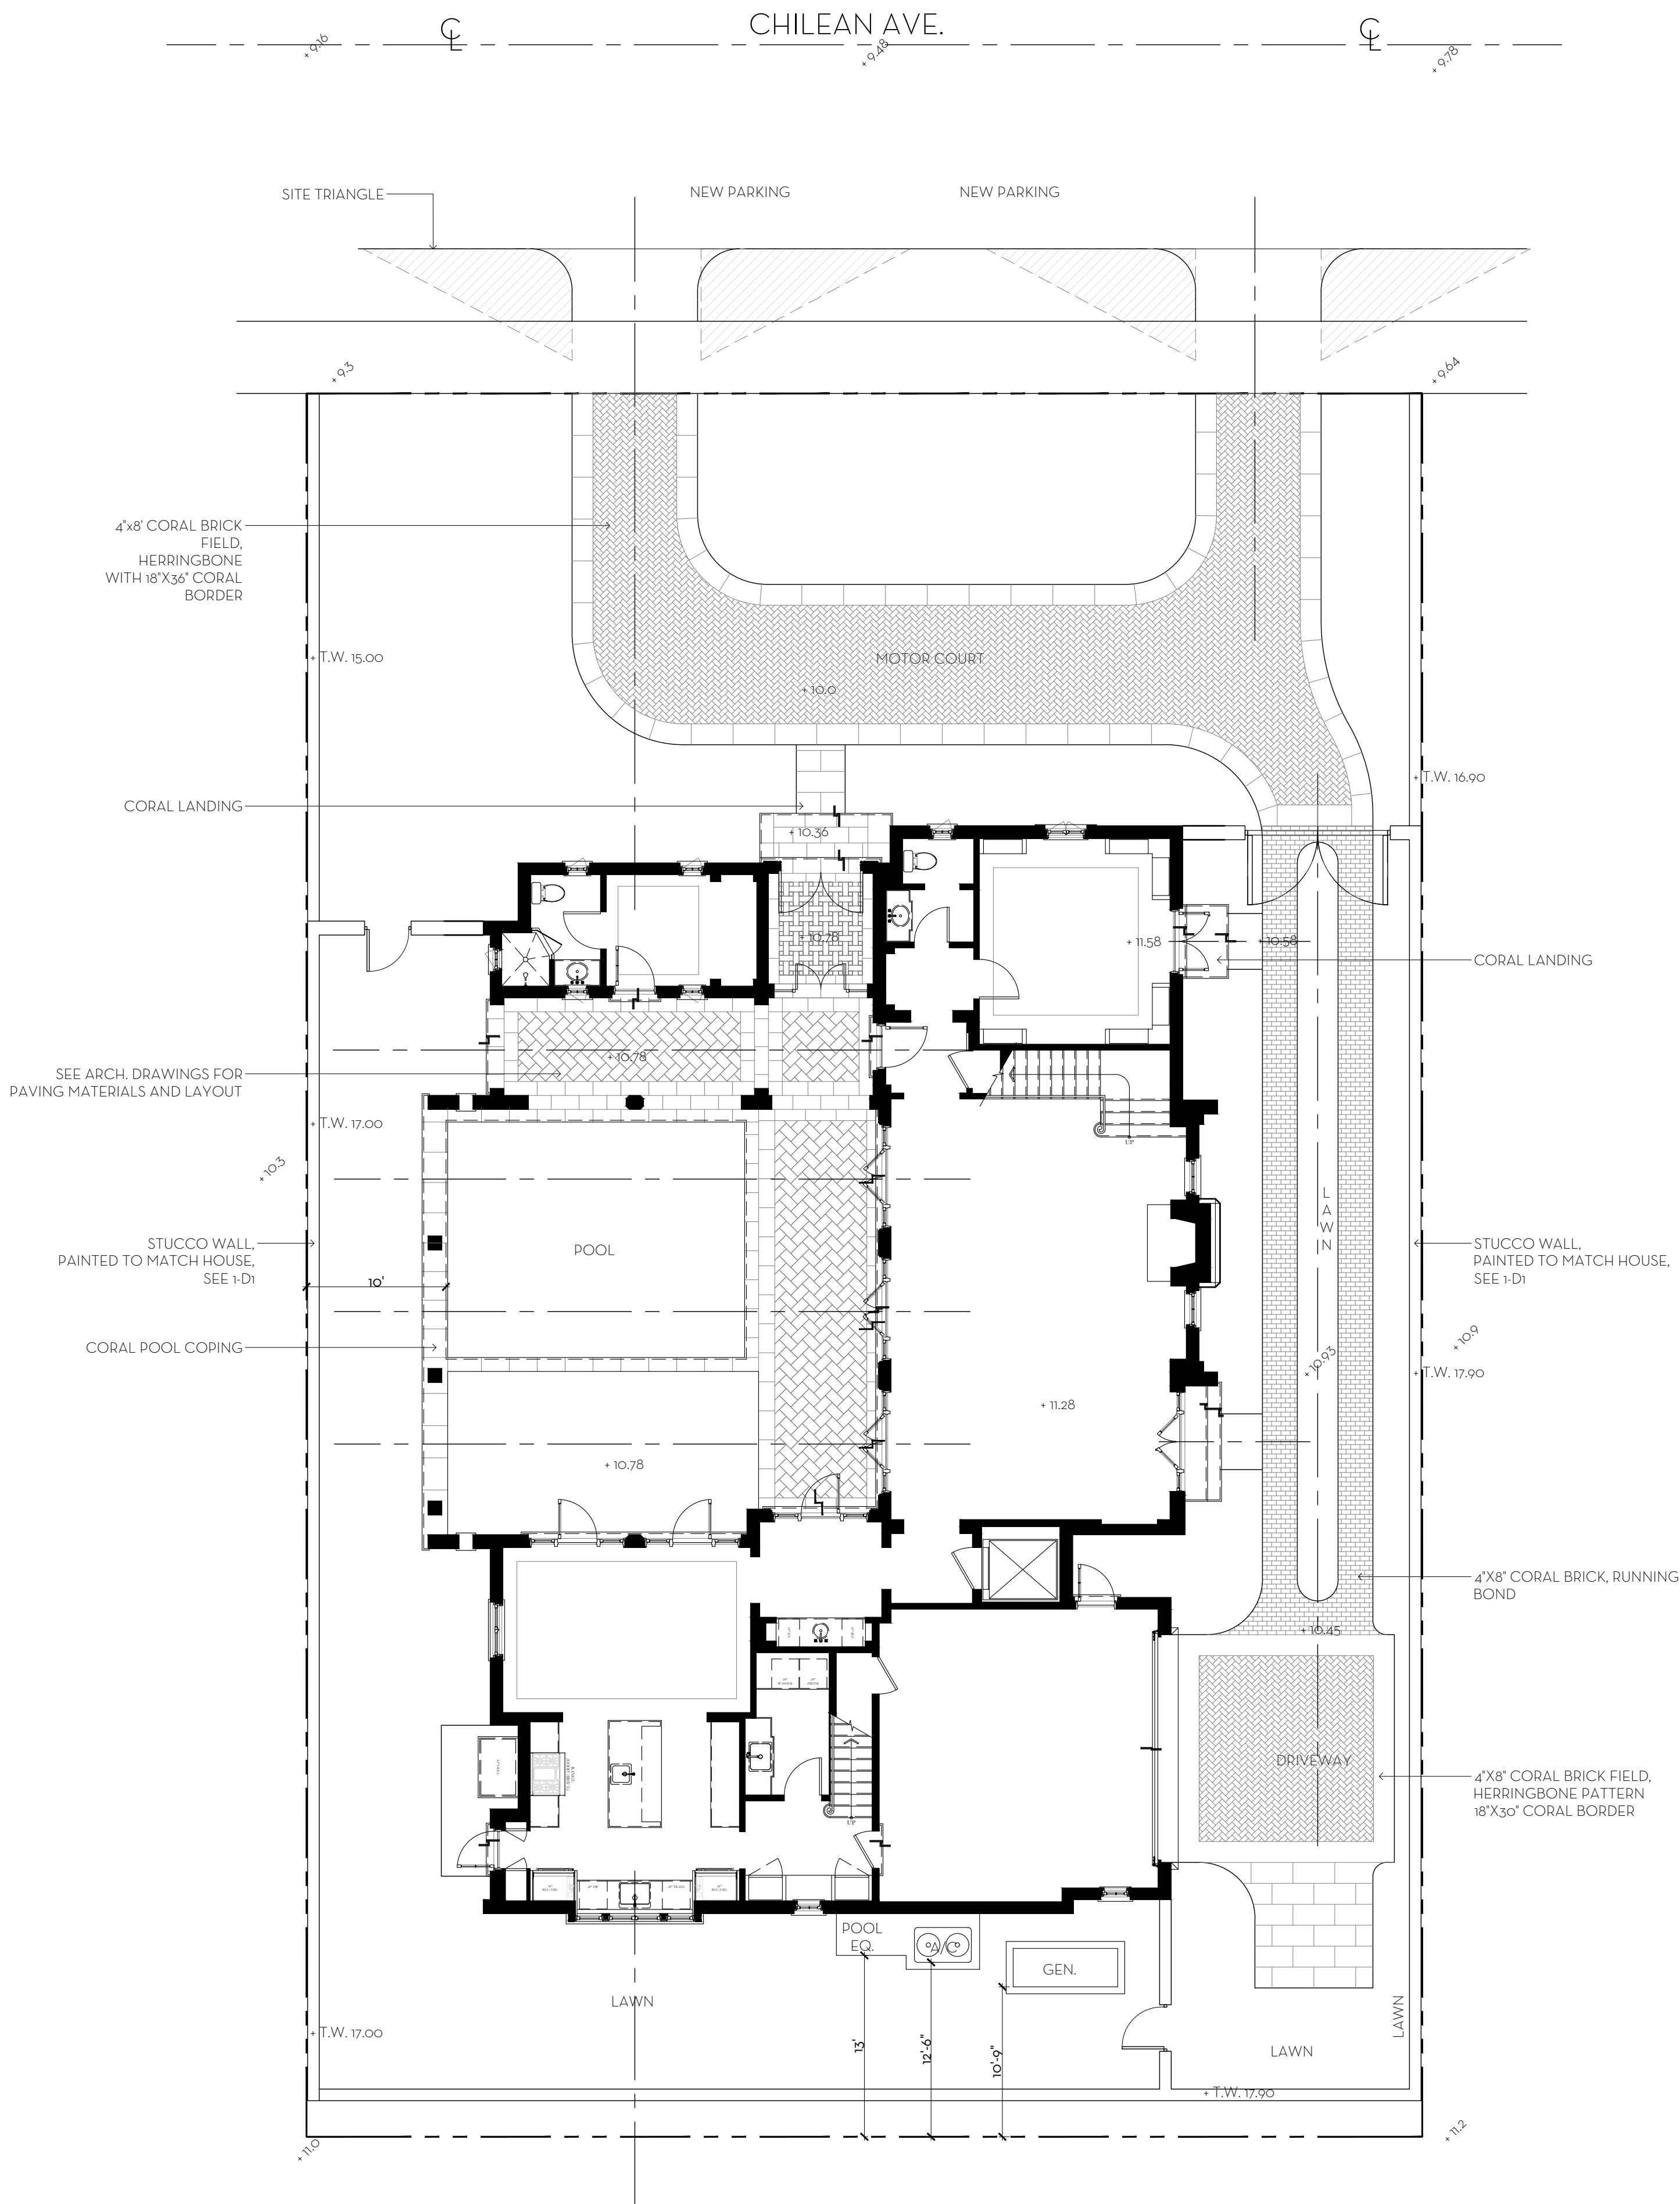 CHILEAN AVE.
+ 9.16
+ 9.48
+ 9.78
SITE TRIANGLE
NEW PARKING
NEW PARKING
+ 9.3
+ 9.64
4"x8' CORAL BRICK
FIELD,
HERRINGBONE
WITH 18"X36" CORAL
BORDER
+ T.W. 15.00
MOTOR COURT
+ 10.0
+ T.W. 16.90
CORAL LANDING
+ 10.36
+ 10.78
+ 11.58
+ 10.58
CORAL LANDING
+ 10.78
SEE ARCH. DRAWINGS FOR
PAVING MATERIALS AND LAYOUT
+ T.W. 17.00
UP
+ 10.3
LAWN
STUCCO WALL,
PAINTED TO MATCH HOUSE,
SEE 1-D1
POOL
10'
STUCCO WALL,
PAINTED TO MATCH HOUSE,
SEE 1-D1
CORAL POOL COPING
+ 10.9
+ 10.93
+ T.W. 17.90
+ 11.28
+ 10.78
4"X8" CORAL BRICK, RUNNING
BOND
+ 10.45
DRIVEWAY
4"X8" CORAL BRICK FIELD,
HERRINGBONE PATTERN
18"X30" CORAL BORDER
UP
POOL
EQ.
A/C
GEN.
LAWN
+ T.W. 17.00
13'
12'-6"
10'-9"
LAWN
LAWN
+ T.W. 17.90
+ 11.0
+ 11.2